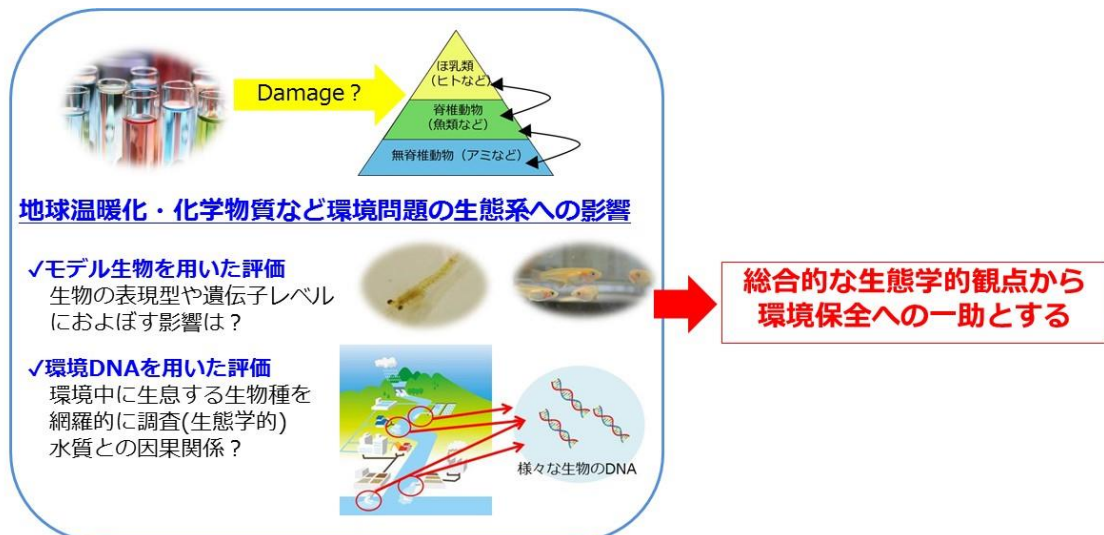 Damage？
ほ乳類
（ヒトなど）
脊椎動物
（魚類など）
無脊椎動物（アミなど）
地球温暖化・化学物質など環境問題の生態系への影響
✓モデル生物を用いた評価
生物の表現型や遺伝子レベル
におよぼす影響は？
✓環境DNAを用いた評価
環境中に生息する生物種を
網羅的に調査(生態学的)
水質との因果関係？
様々な生物のDNA
総合的な生態学的観点から
環境保全への一助とする